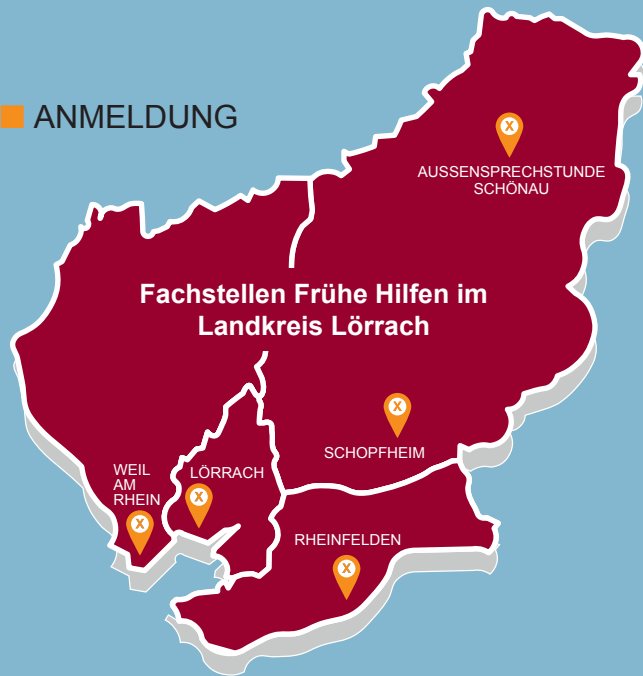 ANMELDUNG
AUSSENSPRECHSTUNDE
SCHÖNAU
Fachstellen Frühe Hilfen im
Landkreis Lörrach
SCHOPFHEIM
WEIL
AM
RHEIN
LÖRRACH
RHEINFELDEN
X
X
X
X
X